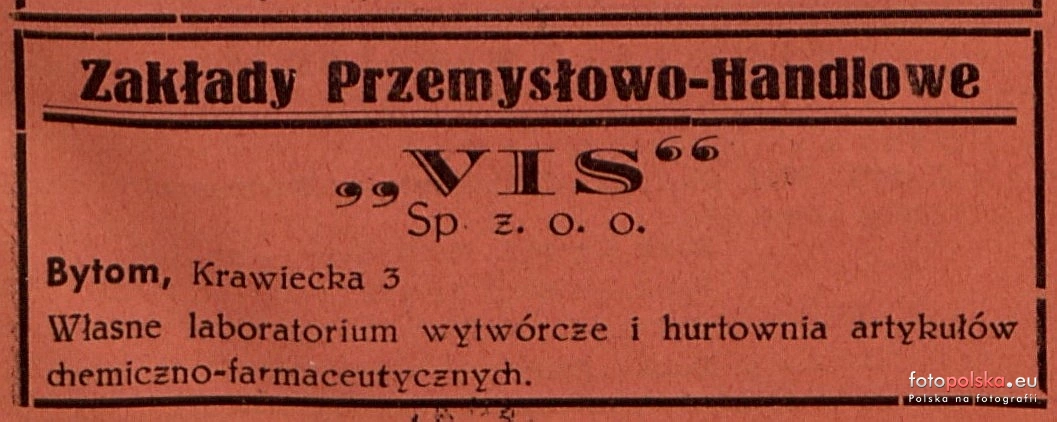 Zakłady Przemysłowo-Handlowe
„VIS“
Sp. z. o. o.
Bytom, Krawiecka 3
Własne laboratorium wytwórcze i hurtownia artykułów
chemiczno-farmaceutycznych.
fotopolska.eu
Polska na fotografii